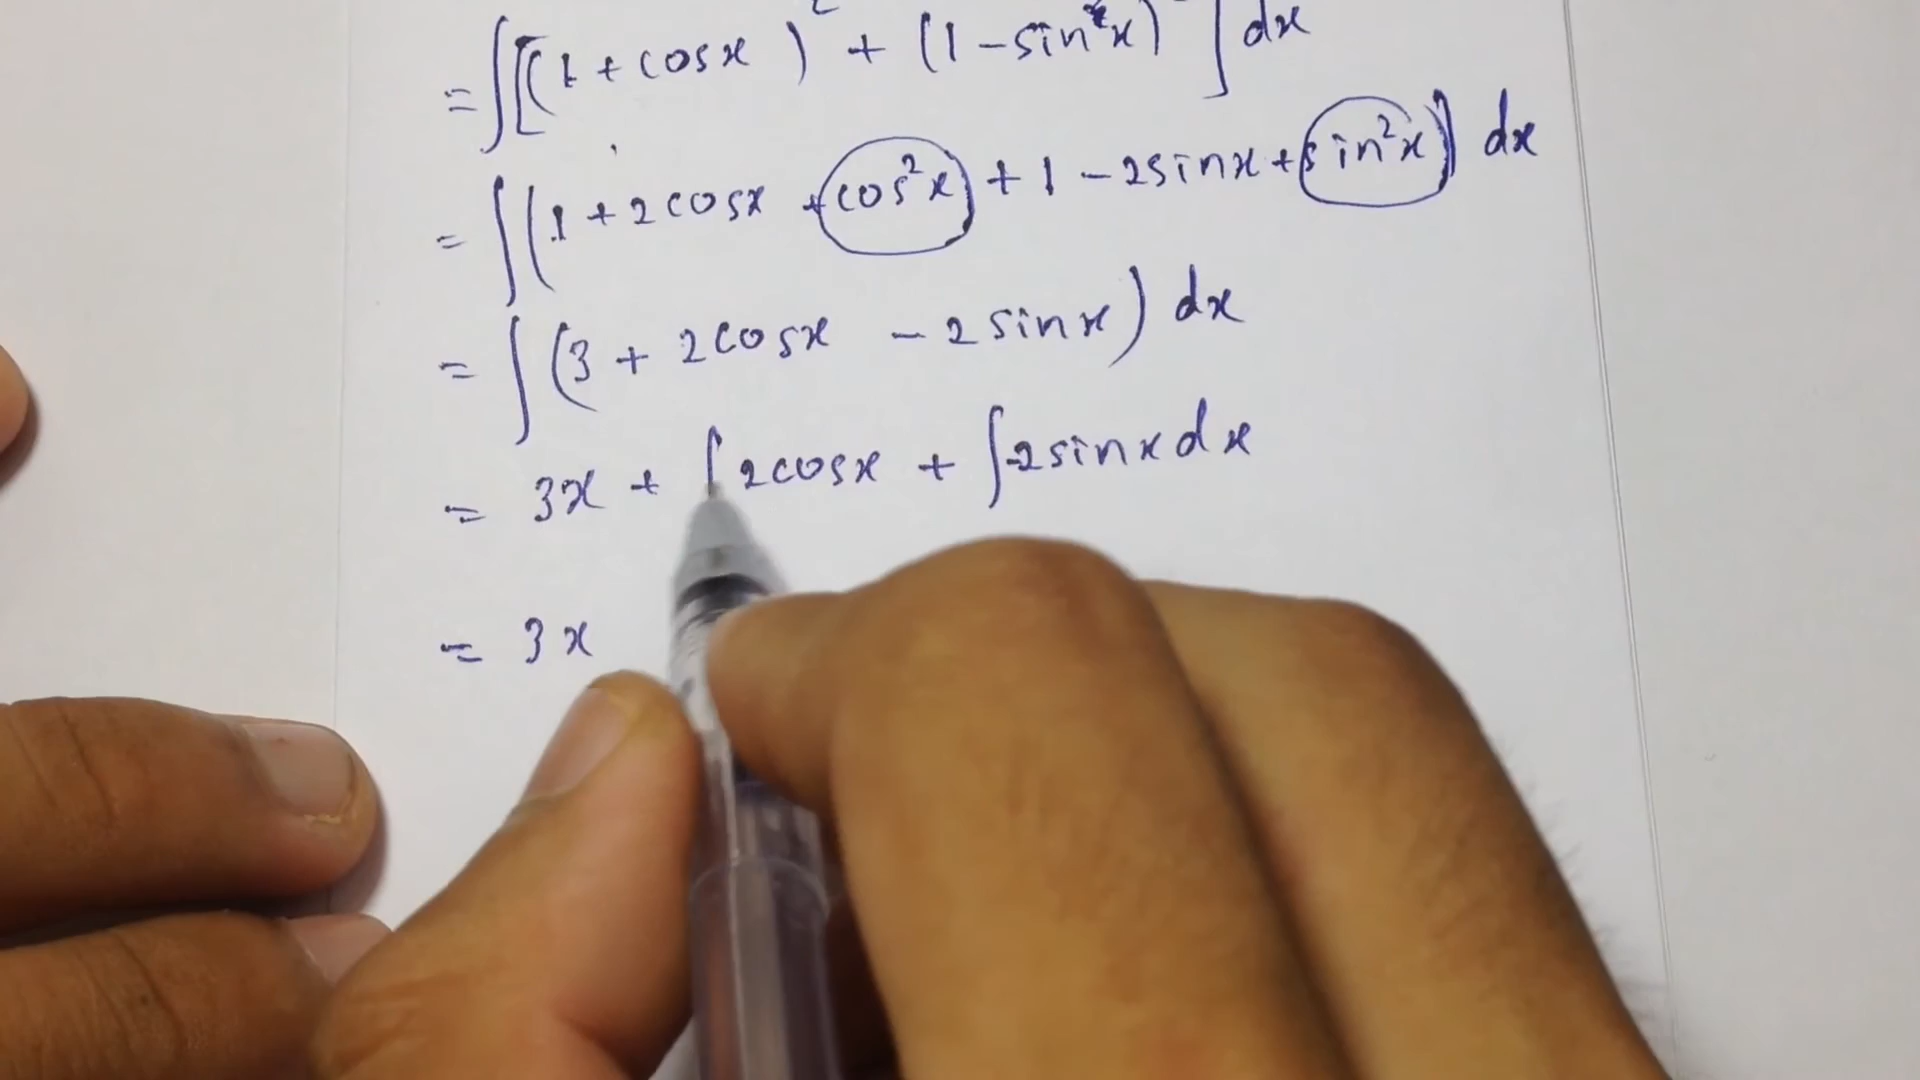 = ∫[(1 + cosx)² + (1 - sin²x)² ] dx
= ∫(1 + 2cosx + cos²x + 1 - 2sinx + sin²x) dx
= ∫(3 + 2cosx - 2sinx) dx
= 3x + ∫2cosx + ∫-2sinx dx
= 3x